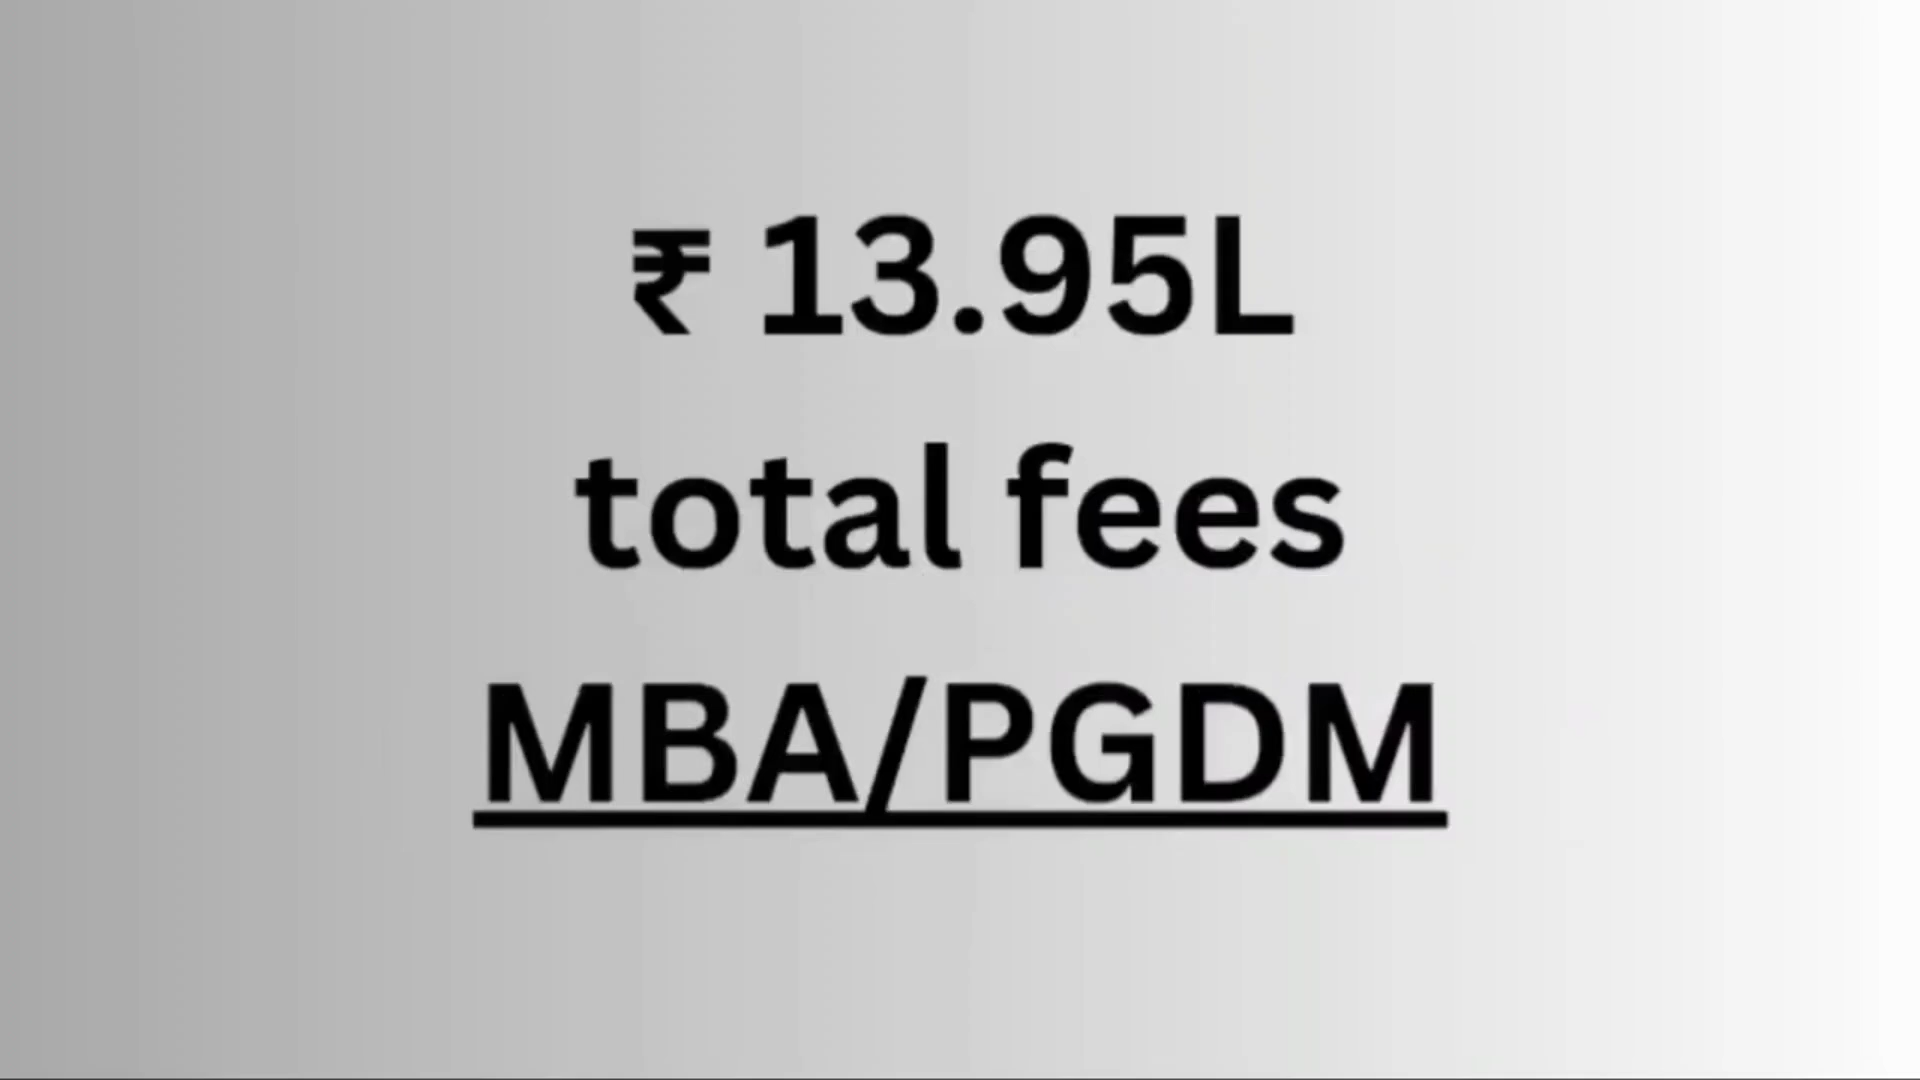 ₹ 13.95L
total fees
MBA/PGDM